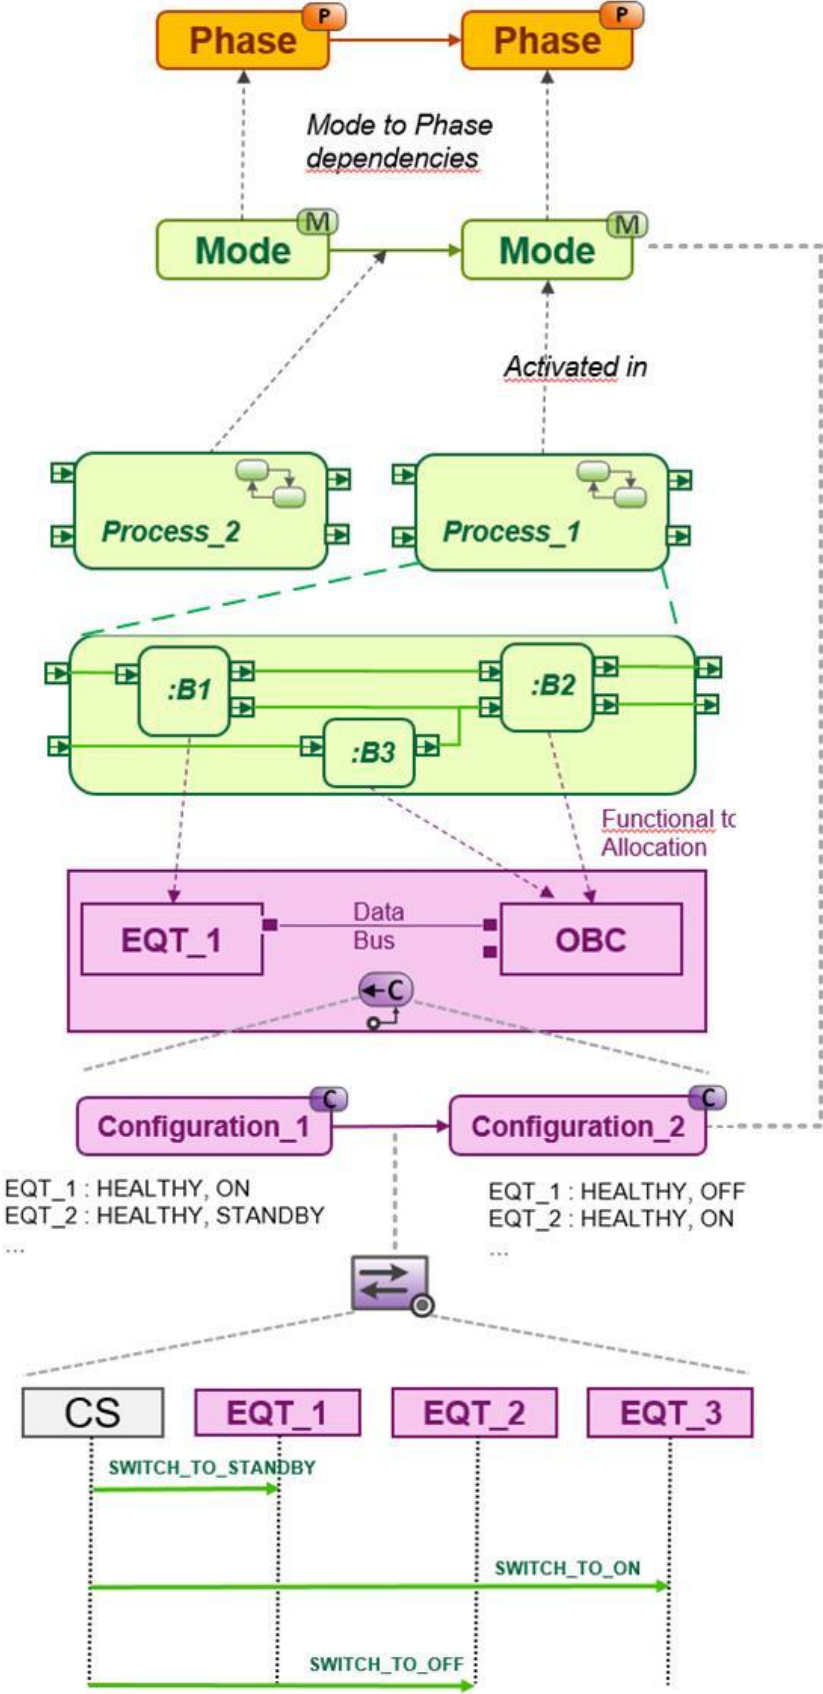 P
P
Phase
Phase
Mode to Phase
dependencies
M
M
Mode
Mode
Activated in
Process_2
Process_1
:B1
:B2
:B3
Functional to
Allocation
Data
Bus
EQT_1
OBC
C
C
C
Configuration_1
Configuration_2
EQT_1 : HEALTHY, ON
EQT_2 : HEALTHY, STANDBY
...
EQT_1 : HEALTHY, OFF
EQT_2 : HEALTHY, ON
...
CS
EQT_1
EQT_2
EQT_3
SWITCH_TO_STANDBY
SWITCH_TO_ON
SWITCH_TO_OFF